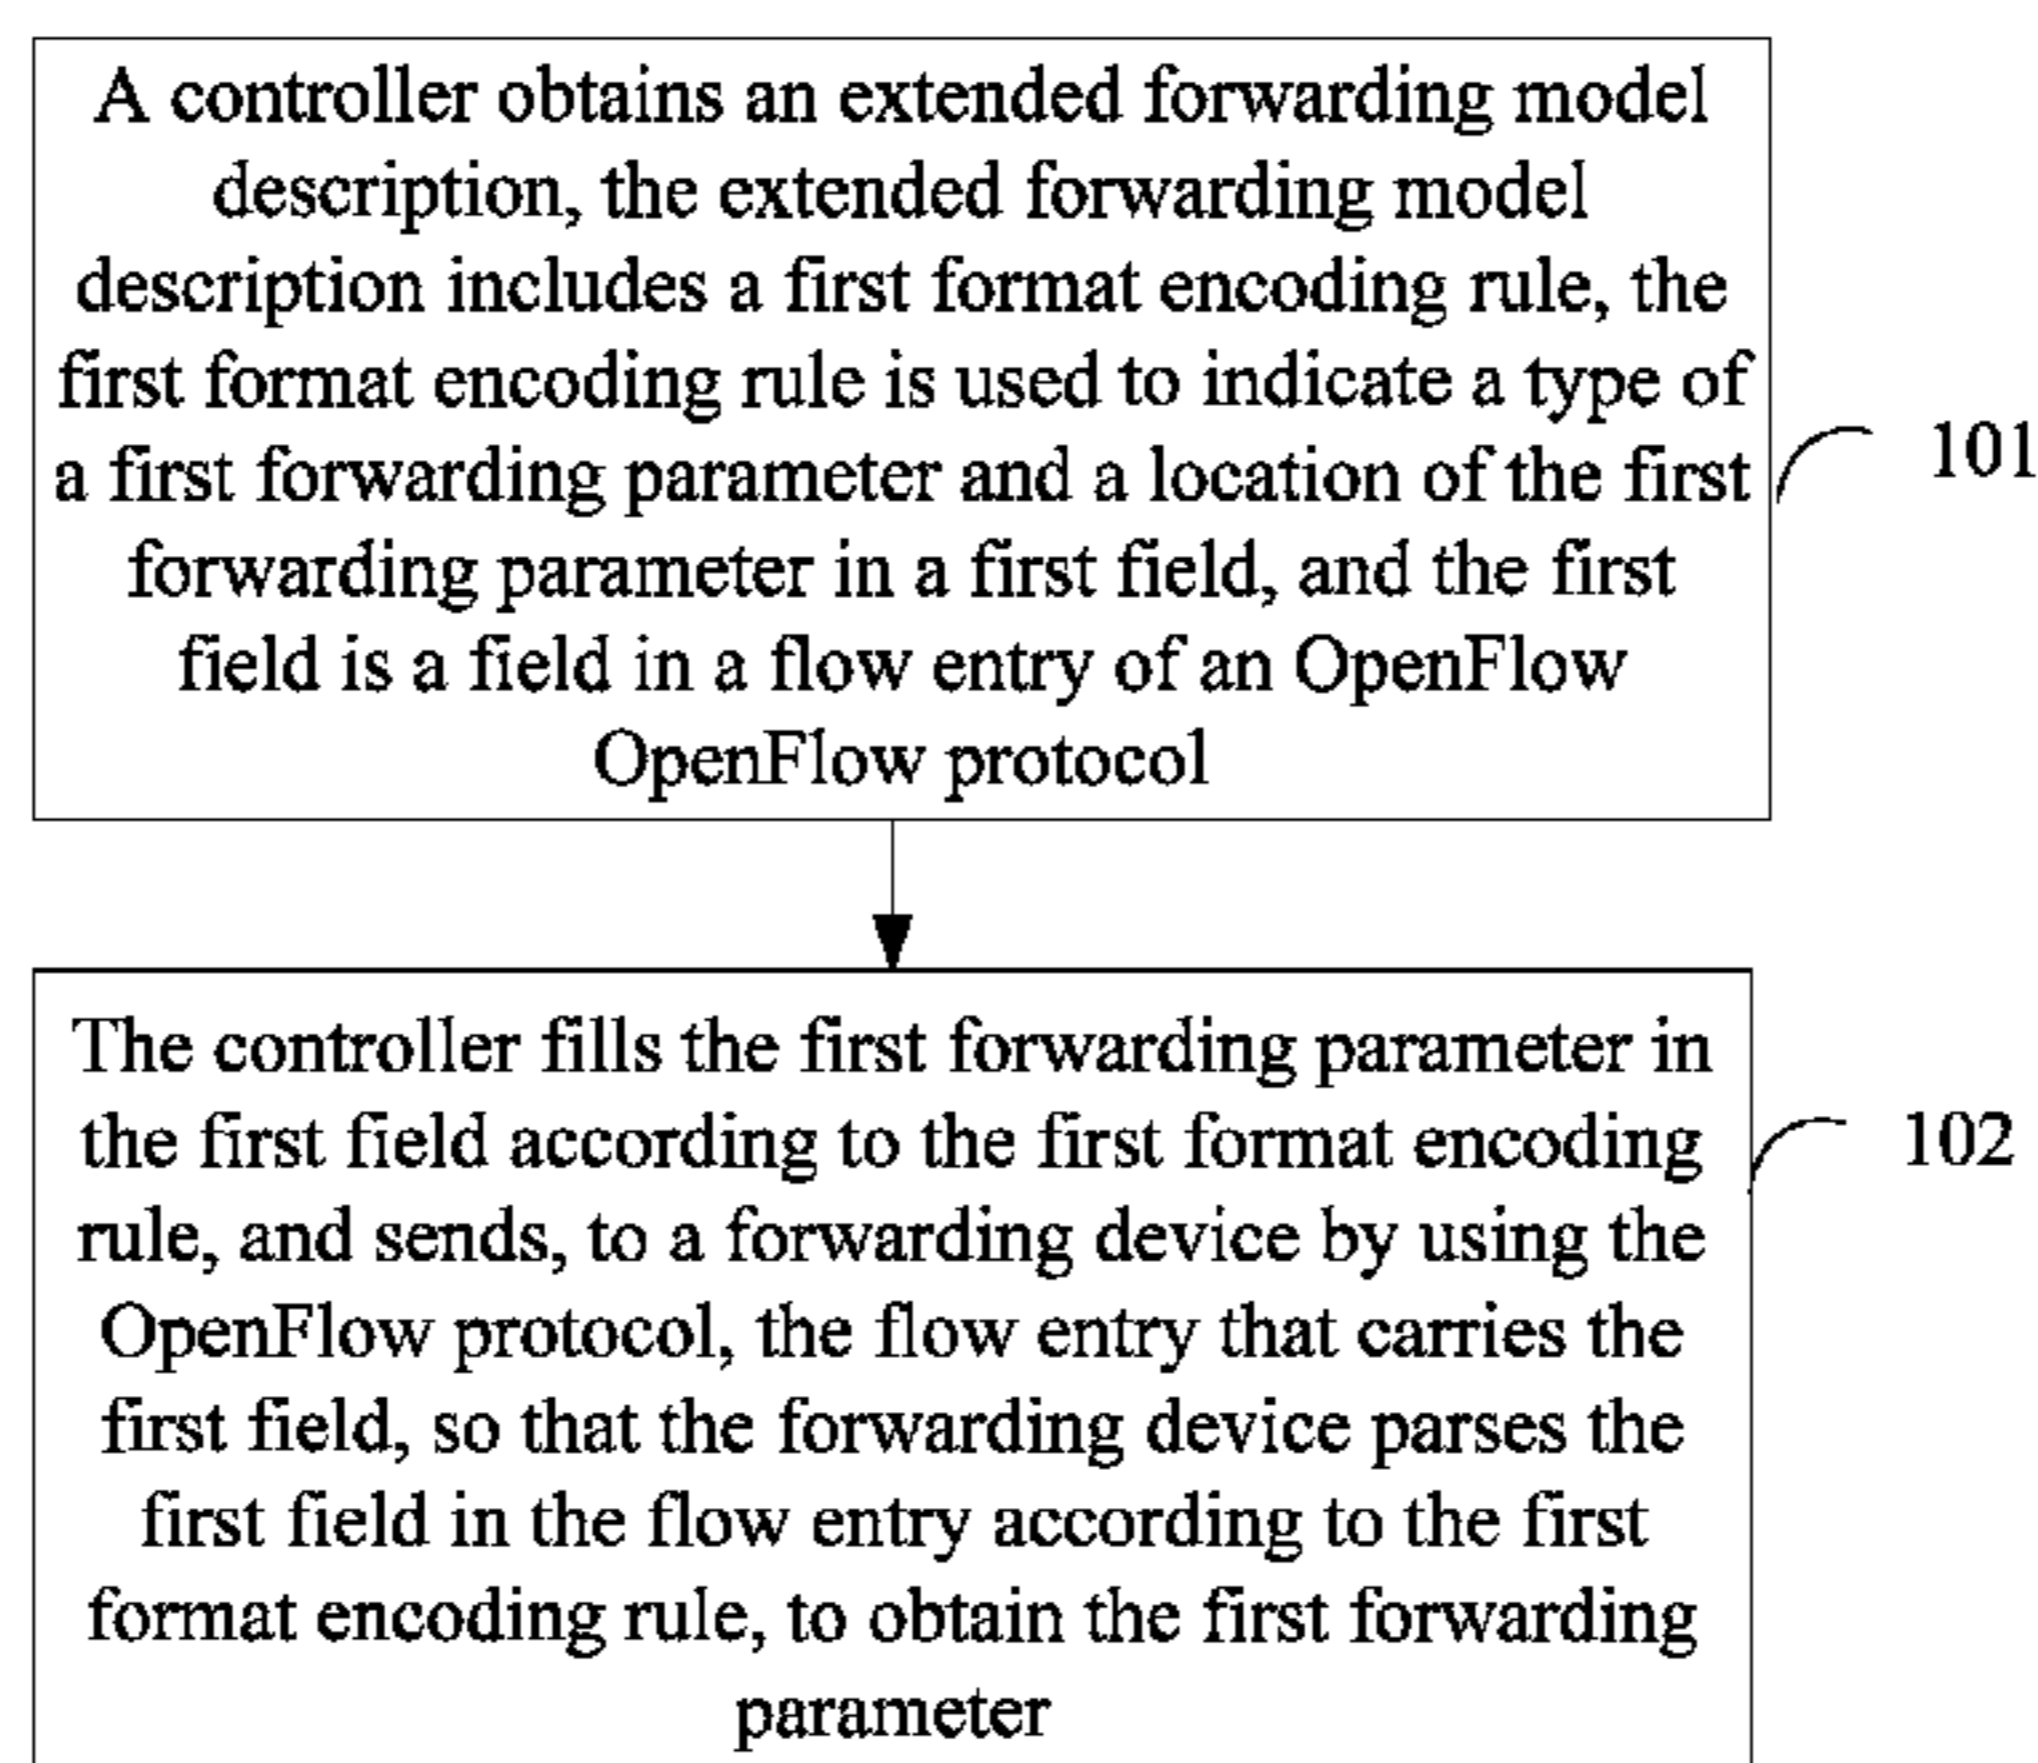 A controller obtains an extended forwarding model
description, the extended forwarding model
description includes a first format encoding rule, the
first format encoding rule is used to indicate a type of
a first forwarding parameter and a location of the first
forwarding parameter in a first field, and the first
field is a field in a flow entry of an OpenFlow
OpenFlow protocol
101
The controller fills the first forwarding parameter in
the first field according to the first format encoding
rule, and sends, to a forwarding device by using the
OpenFlow protocol, the flow entry that carries the
first field, so that the forwarding device parses the
first field in the flow entry according to the first
format encoding rule, to obtain the first forwarding
parameter
102